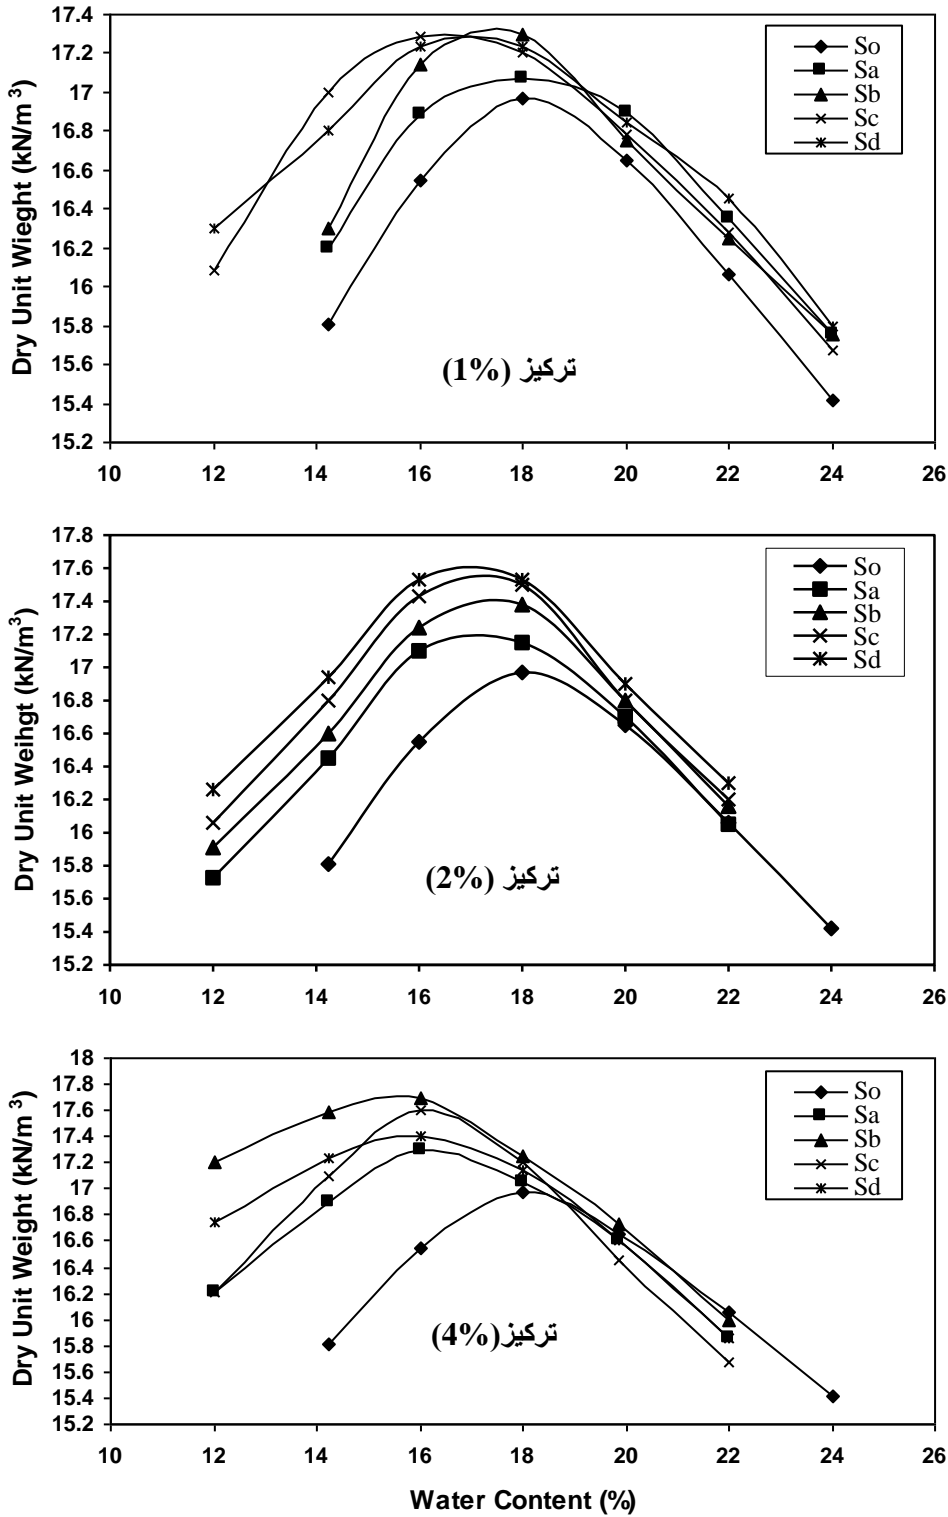 17.4
17.2
17
16.8
16.6
16.4
16.2
16
15.8
15.6
15.4
15.2
Dry Unit Wieght (kN/m³)
So
Sa
Sb
Sc
Sd
تركيز (1%)
10 12 14 16 18 20 22 24 26
17.8
17.6
17.4
17.2
17
16.8
16.6
16.4
16.2
16
15.8
15.6
15.4
15.2
Dry Unit Weihgt (kN/m³)
So
Sa
Sb
Sc
Sd
تركيز (2%)
10 12 14 16 18 20 22 24 26
18
17.8
17.6
17.4
17.2
17
16.8
16.6
16.4
16.2
16
15.8
15.6
15.4
15.2
Dry Unit Weight (kN/m³)
So
Sa
Sb
Sc
Sd
تركيز(4%)
10 12 14 16 18 20 22 24 26
Water Content (%)